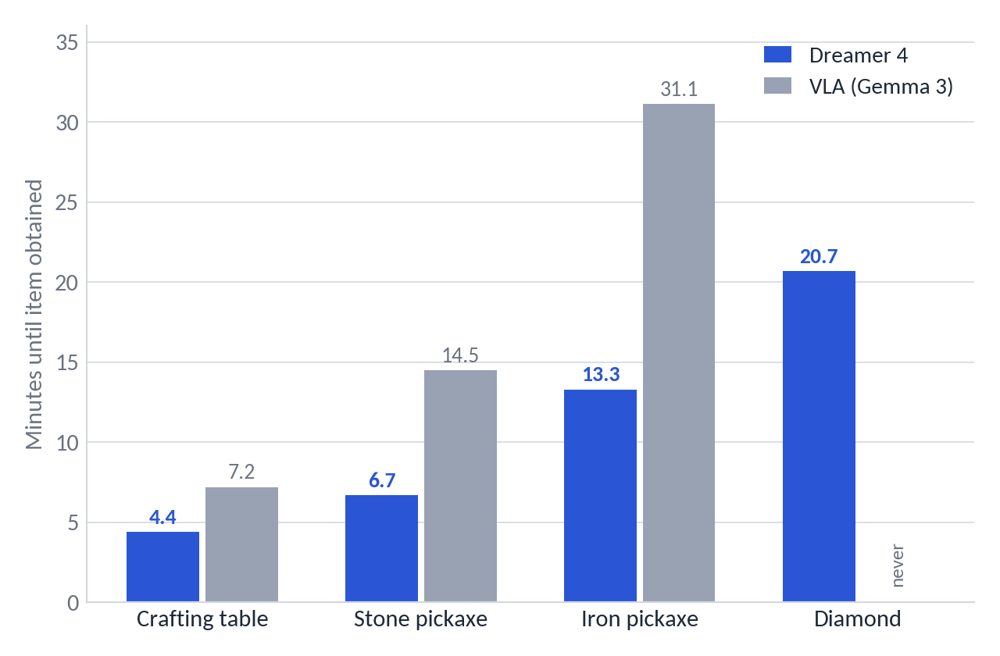 Minutes until item obtained
35
30
25
20
15
10
5
0
Dreamer 4
VLA (Gemma 3)
4.4
7.2
6.7
14.5
13.3
31.1
20.7
never
Crafting table
Stone pickaxe
Iron pickaxe
Diamond